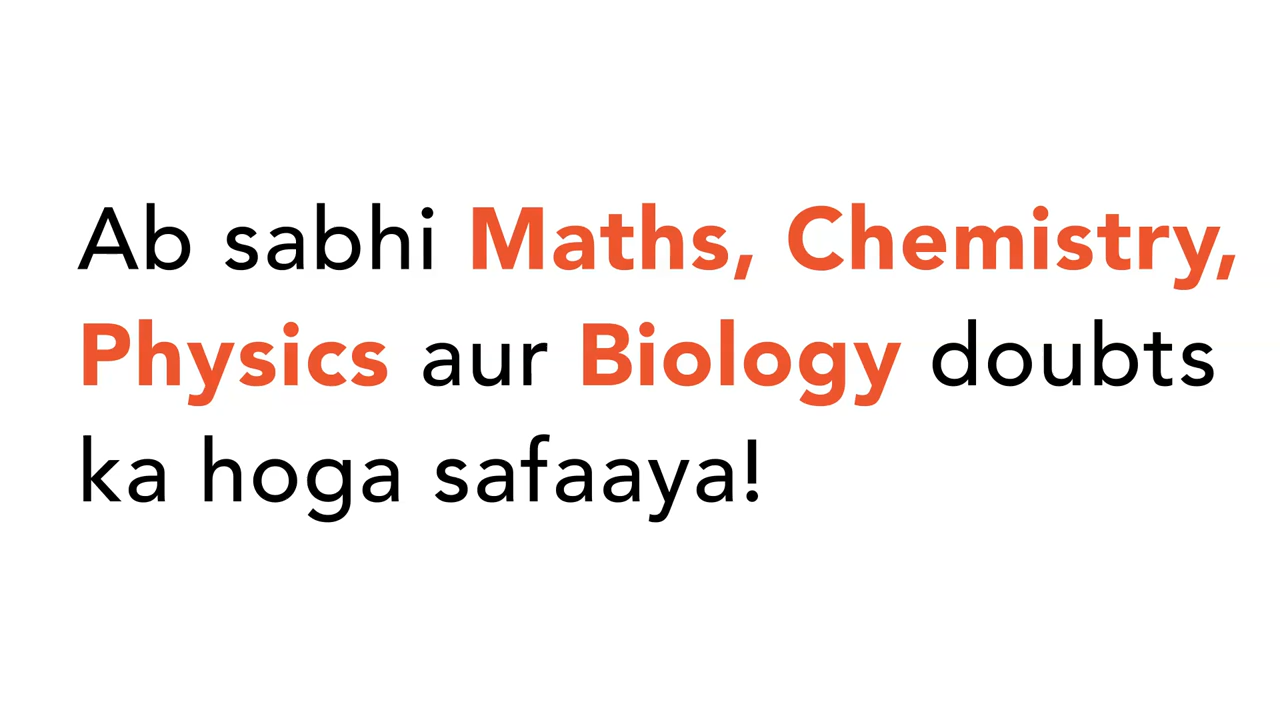 Ab sabhi Maths, Chemistry,
Physics aur Biology doubts
ka hoga safaaya!